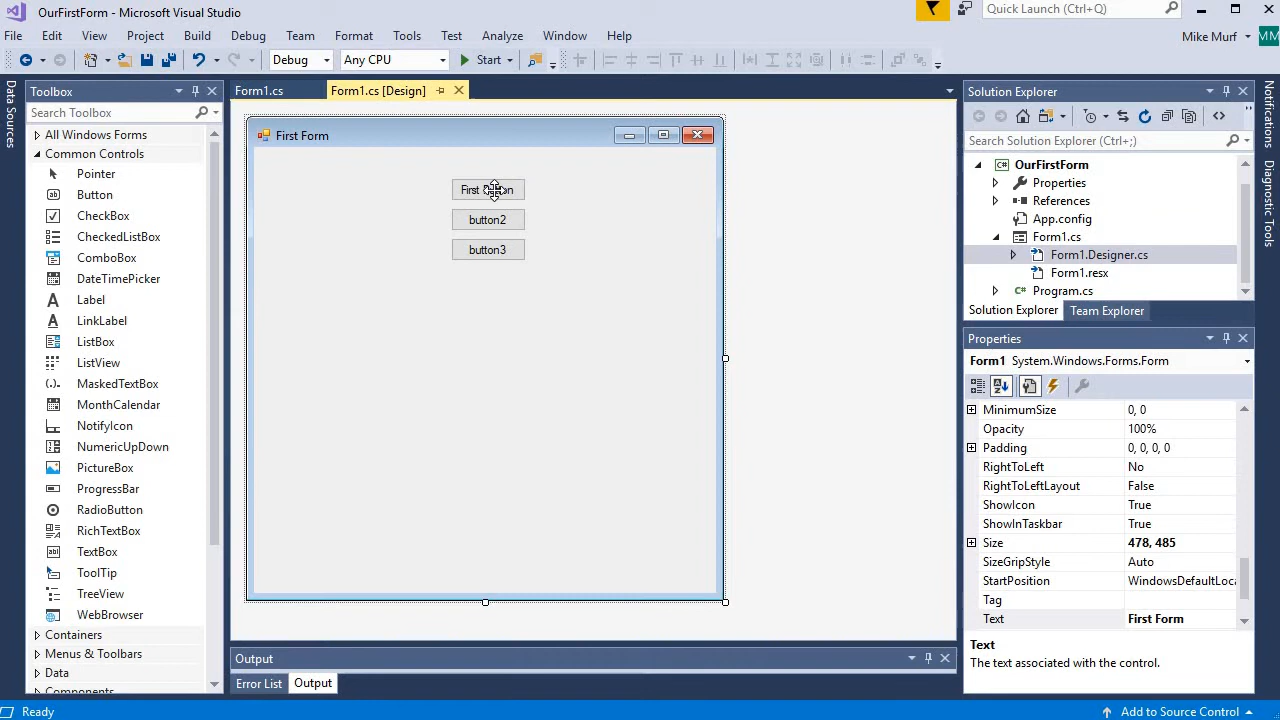 OurFirstForm - Microsoft Visual Studio
Quick Launch (Ctrl+Q)
File Edit View Project Build Debug Team Format Tools Test Analyze Window Help
Mike Murf
MM
Debug
Any CPU
Start
Data Sources
Toolbox
Search Toolbox
All Windows Forms
Common Controls
Pointer
Button
CheckBox
CheckedListBox
ComboBox
DateTimePicker
Label
LinkLabel
ListBox
ListView
MaskedTextBox
MonthCalendar
NotifyIcon
NumericUpDown
PictureBox
ProgressBar
RadioButton
RichTextBox
TextBox
ToolTip
TreeView
WebBrowser
Containers
Menus & Toolbars
Data
Components
Form1.cs
Form1.cs [Design]
First Form
First
button2
button3
Output
Error List
Output
Solution Explorer
Search Solution Explorer (Ctrl+;)
OurFirstForm
Properties
References
App.config
Form1.cs
Form1.Designer.cs
Form1.resx
Program.cs
Solution Explorer
Team Explorer
Properties
Form1 System.Windows.Forms.Form
MinimumSize 0, 0
Opacity 100%
Padding 0, 0, 0, 0
RightToLeft No
RightToLeftLayout False
ShowIcon True
ShowInTaskbar True
Size 478, 485
SizeGripStyle Auto
StartPosition WindowsDefaultLoca
Tag
Text First Form
Text
The text associated with the control.
Notifications
Diagnostic Tools
Ready
Add to Source Control